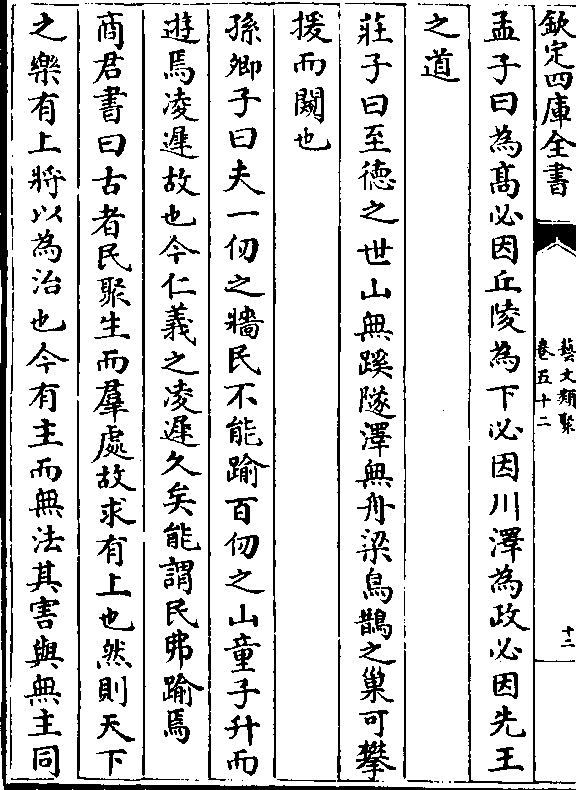 欽定四庫全書
藝文類聚
卷五十二
十二
孟子曰為髙必因丘陵為下必因川澤為政必因先王
之道
莊子曰至德之世山無蹊隧澤無舟梁鳥鵲之巢可攀
援而闚也
孫卿子曰夫一仞之牆民不能踰百仞之山童子升而
遊焉凌遲故也今仁義之凌遲久矣能謂民弗踰焉
商君書曰古者民聚生而羣處故求有上也然則天下
之樂有上將以為治也今有主而無法其害與無主同